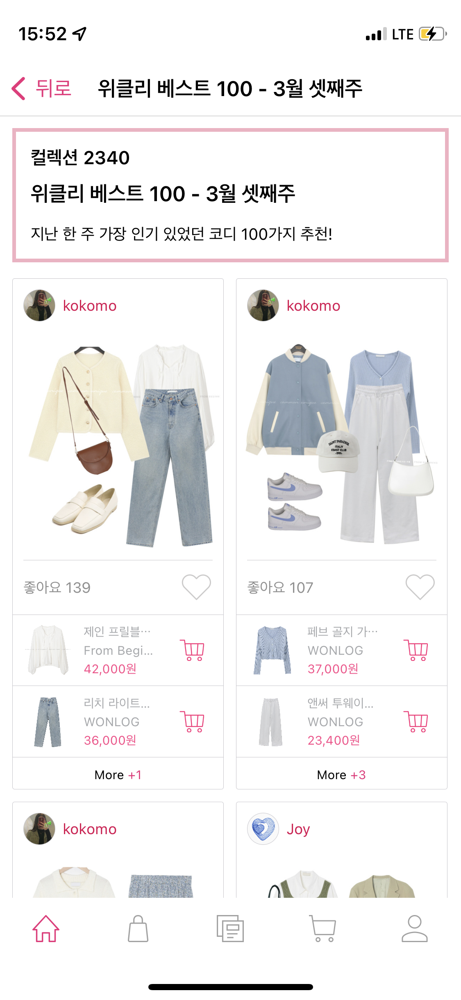 15:52
LTE
뒤로
위클리 베스트 100 - 3월 셋째주
컬렉션 2340
위클리 베스트 100 - 3월 셋째주
지난 한 주 가장 인기 있었던 코디 100가지 추천!
kokomo
common unique
common
좋아요 139
제인 프릴블…
From Begi...
42,000원
리치 라이트...
WONLOG
36,000원
More +1
kokomo
common unique
SAINT PARADISE
ITALIY
COAST CLUB
-1991-
좋아요 107
페브 골지 가…
WONLOG
37,000원
앤써 투웨이...
WONLOG
23,400원
More +3
kokomo
Joy